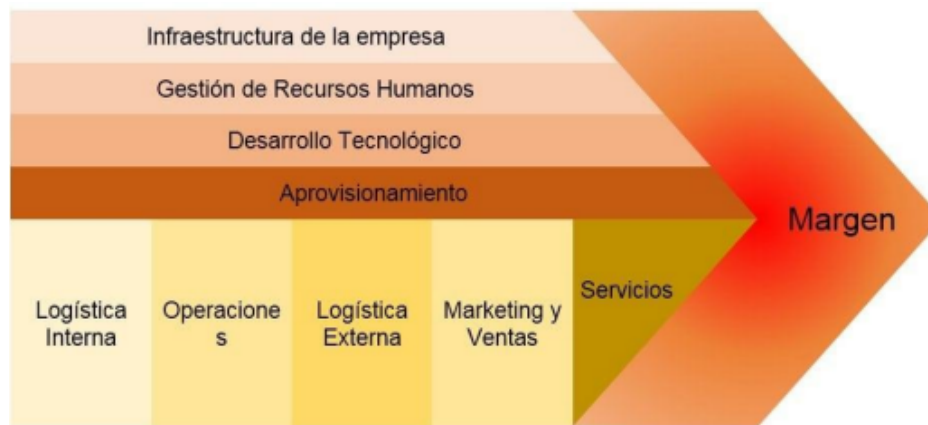 Infraestructura de la empresa
Gestión de Recursos Humanos
Desarrollo Tecnológico
Aprovisionamiento
Margen
Logística
Interna
Operacione
s
Logística
Externa
Marketing y
Ventas
Servicios